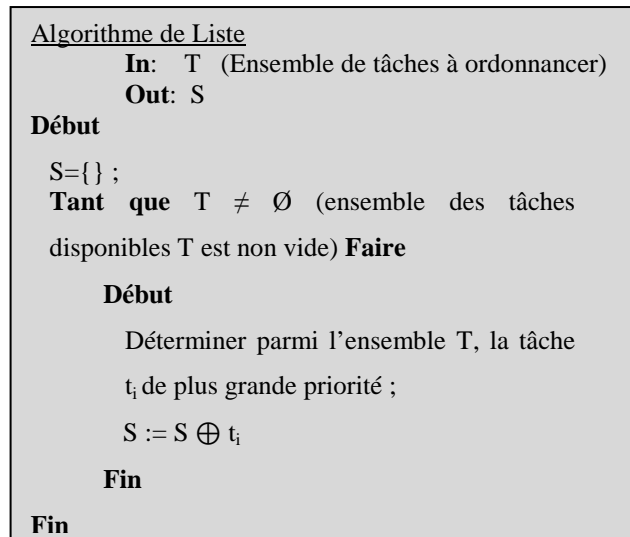 Algorithme de Liste
In: T (Ensemble de tâches à ordonnancer)
Out: S
Début
S={} ;
Tant que T ≠ Ø (ensemble des tâches
disponibles T est non vide) Faire
Début
Déterminer parmi l'ensemble T, la tâche
ti de plus grande priorité ;
S := S ⊕ ti
Fin
Fin